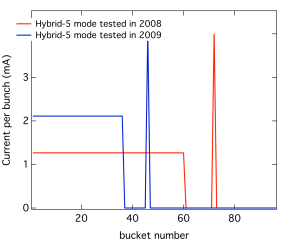 Hybrid-5 mode tested in 2008
Hybrid-5 mode tested in 2009
Current per bunch (mA)
3
2
1
0
20
40
60
80
bucket number